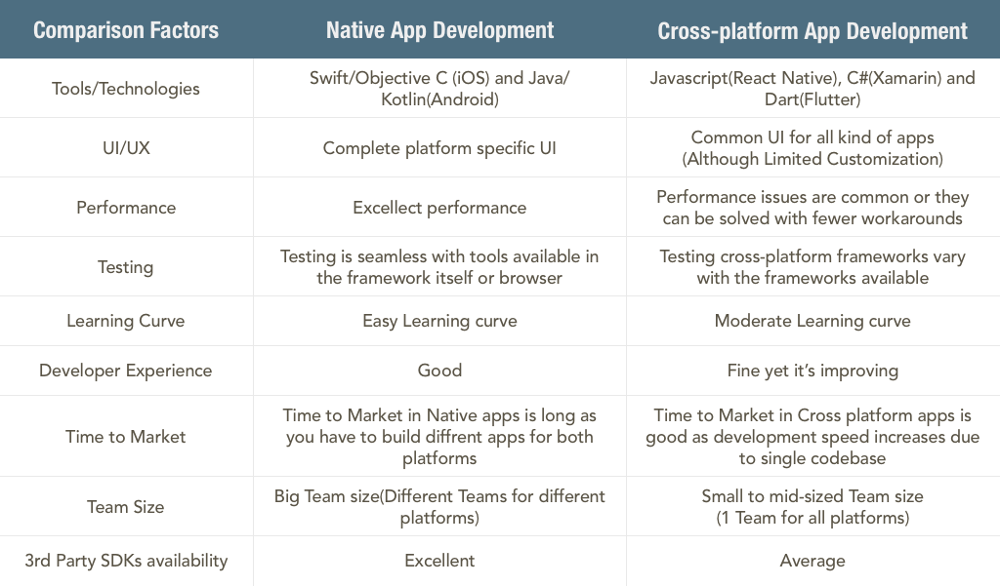 Comparison Factors
Native App Development
Cross-platform App Development
Tools/Technologies
Swift/Objective C (iOS) and Java/
Kotlin(Android)
Javascript(React Native), C#(Xamarin) and
Dart(Flutter)
UI/UX
Complete platform specific UI
Common UI for all kind of apps
(Although Limited Customization)
Performance
Excellect performance
Performance issues are common or they
can be solved with fewer workarounds
Testing
Testing is seamless with tools available in
the framework itself or browser
Testing cross-platform frameworks vary
with the frameworks available
Learning Curve
Easy Learning curve
Moderate Learning curve
Developer Experience
Good
Fine yet it’s improving
Time to Market
Time to Market in Native apps is long as
you have to build diffrent apps for both
platforms
Time to Market in Cross platform apps is
good as development speed increases due
to single codebase
Team Size
Big Team size(Different Teams for different
platforms)
Small to mid-sized Team size
(1 Team for all platforms)
3rd Party SDKs availability
Excellent
Average